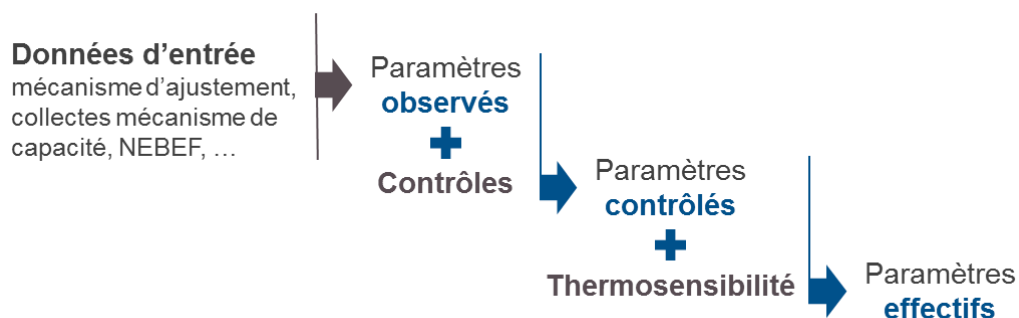 Données d'entrée
mécanisme d'ajustement,
collectes mécanisme de
capacité, NEBEF, …
Paramètres
observés
Contrôles
Paramètres
contrôlés
Thermosensibilité
Paramètres
effectifs